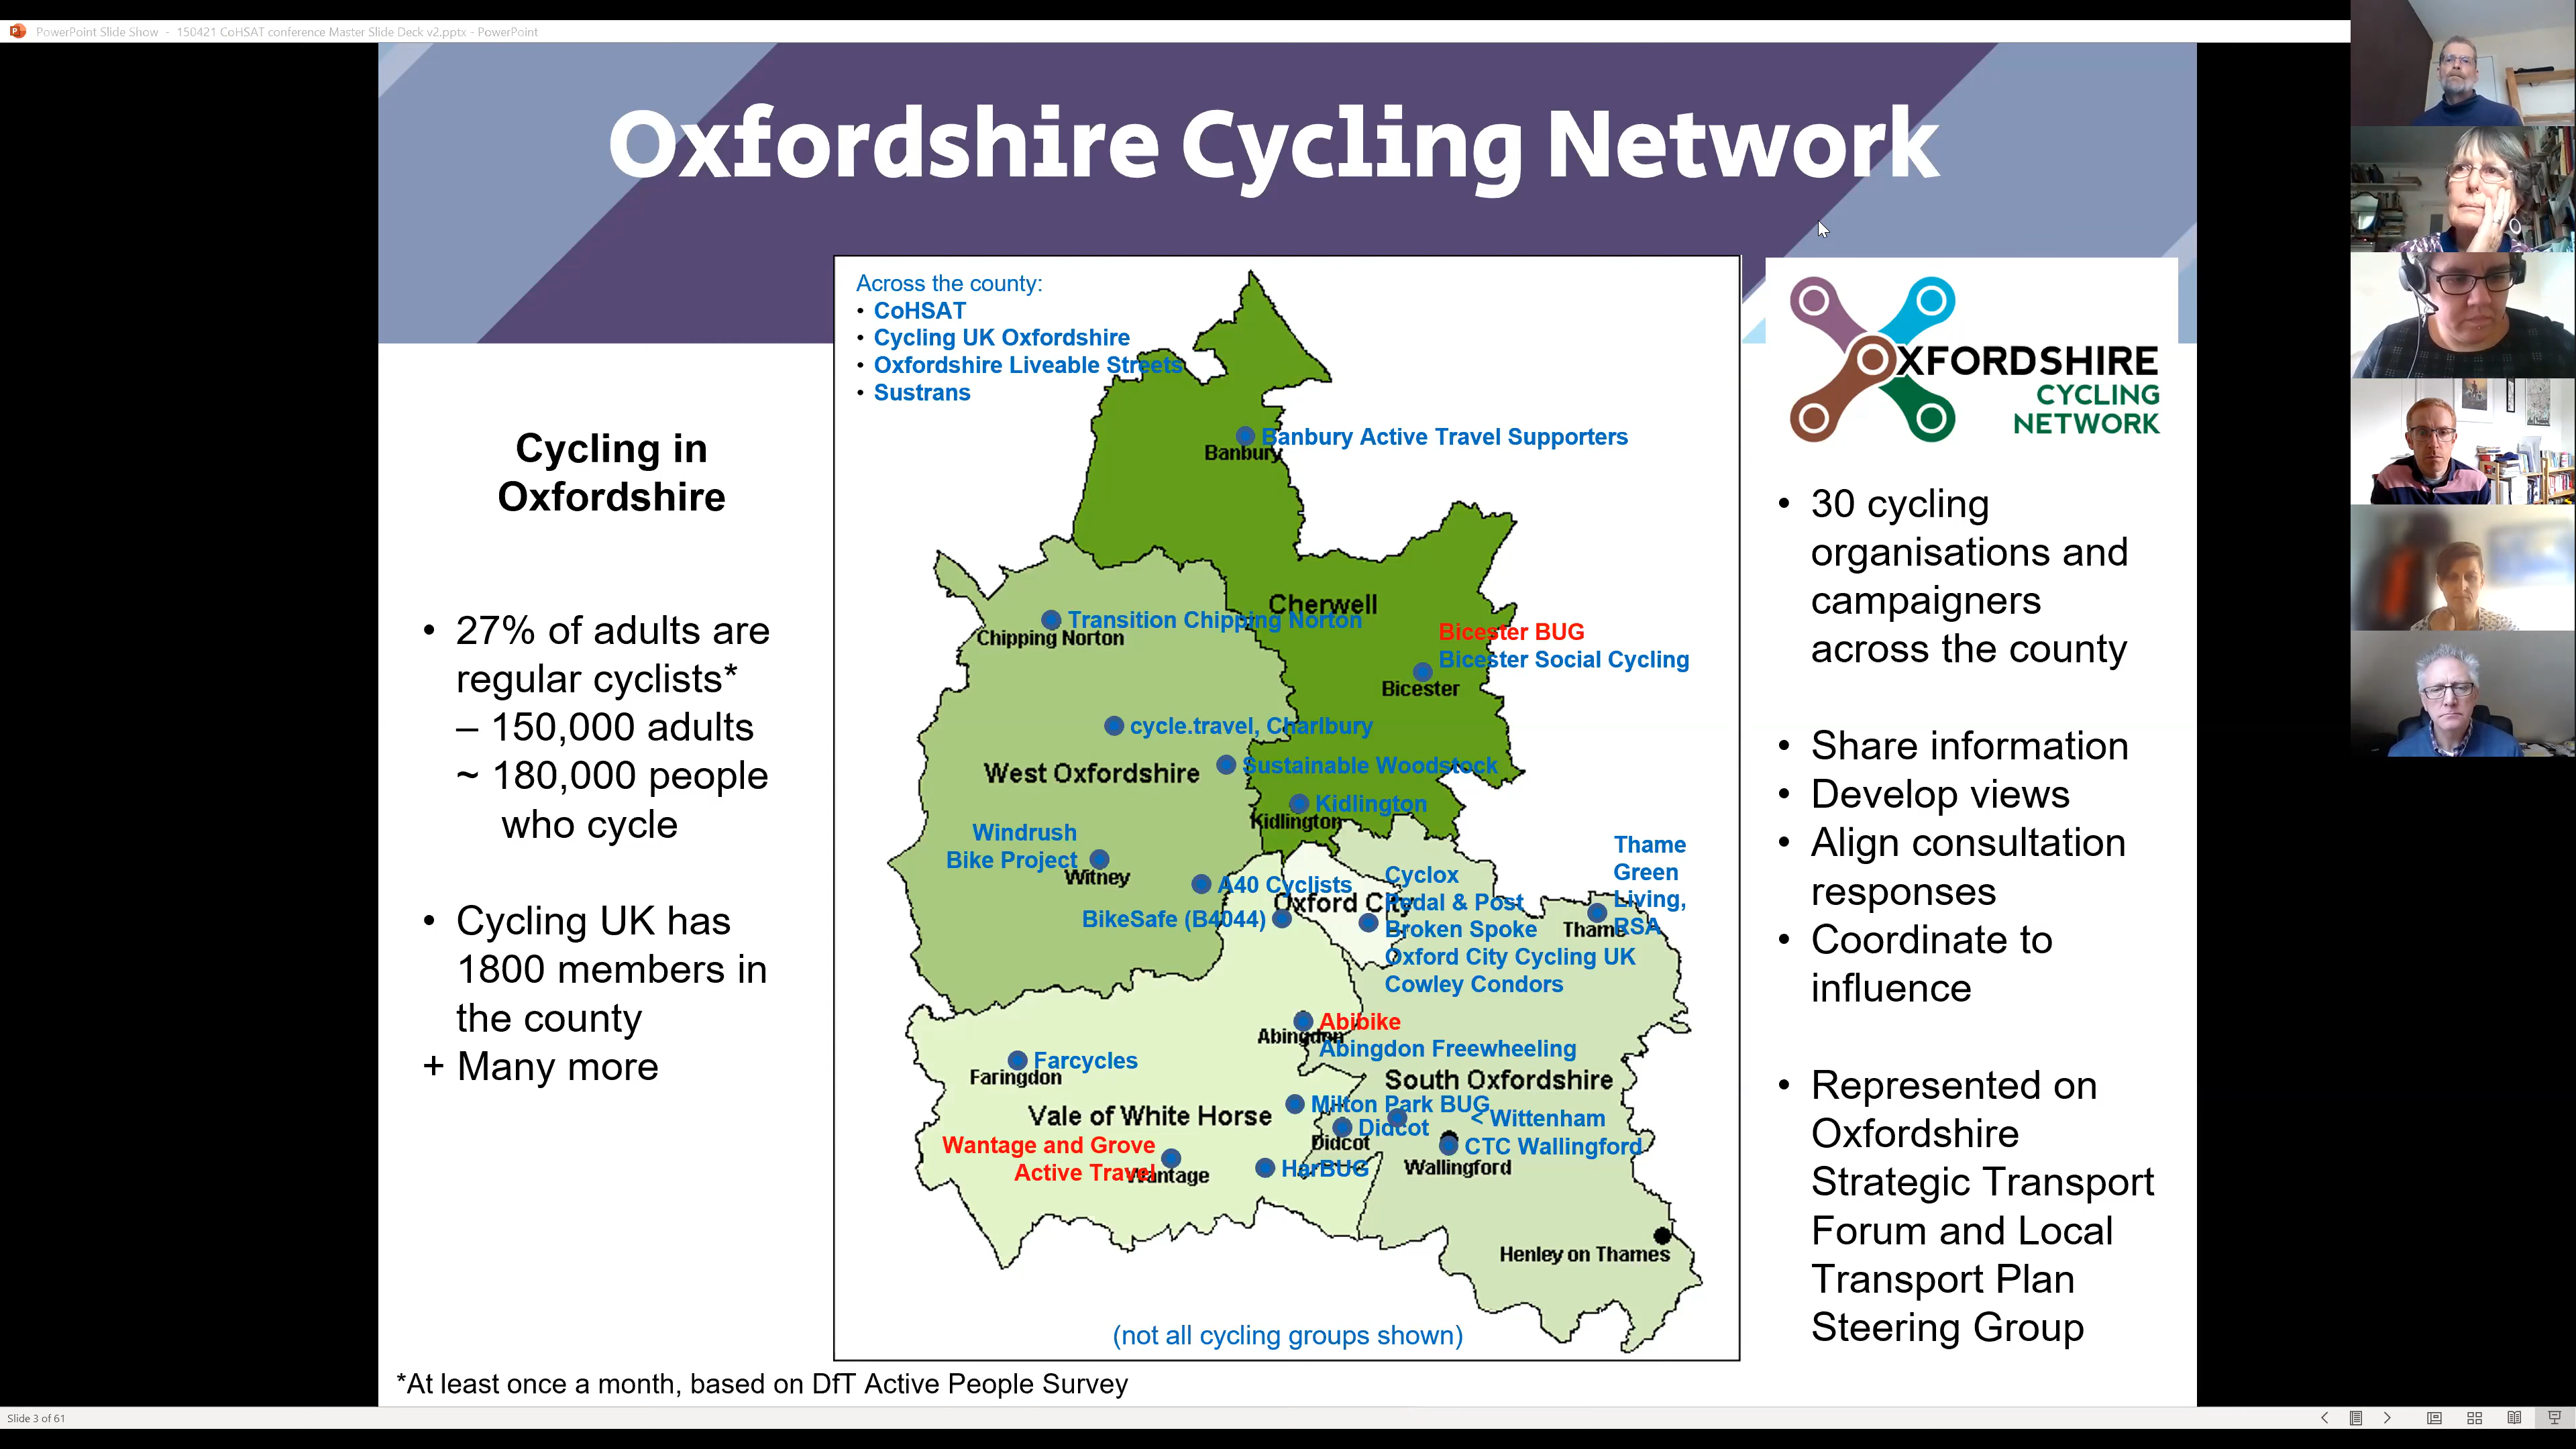 PowerPoint Slide Show - 150421 CoHSAT conference Master Slide Deck v2.pptx - PowerPoint
Oxfordshire Cycling Network
Cycling in
Oxfordshire
• 27% of adults are
regular cyclists*
– 150,000 adults
~ 180,000 people
who cycle
• Cycling UK has
1800 members in
the county
+ Many more
Across the county:
• CoHSAT
• Cycling UK Oxfordshire
• Oxfordshire Liveable Streets
• Sustrans
Banbury Active Travel Supporters
Banbury
Cherwell
Transition Chipping Norton
Chipping Norton
Bicester BUG
Bicester Social Cycling
Bicester
cycle.travel, Charlbury
West Oxfordshire
Sustainable Woodstock
Kidlington
Kidlington
Windrush
Bike Project
Witney
A40 Cyclists
BikeSafe (B4044)
Oxford City
Cyclox
Pedal & Post
Broken Spoke
Oxford City Cycling UK
Cowley Condors
Thame
Green
Living,
RSA
Thame
Abibike
Abingdon
Abingdon Freewheeling
Farcycles
Faringdon
South Oxfordshire
Vale of White Horse
Milton Park BUG
< Wittenham
Didcot
Didcot
CTC Wallingford
Wallingford
Wantage and Grove
Active Travel
Wantage
HarBUG
Henley on Thames
(not all cycling groups shown)
OXFORDSHIRE
CYCLING
NETWORK
• 30 cycling
organisations and
campaigners
across the county
• Share information
• Develop views
• Align consultation
responses
• Coordinate to
influence
• Represented on
Oxfordshire
Strategic Transport
Forum and Local
Transport Plan
Steering Group
*At least once a month, based on DfT Active People Survey
Slide 3 of 61